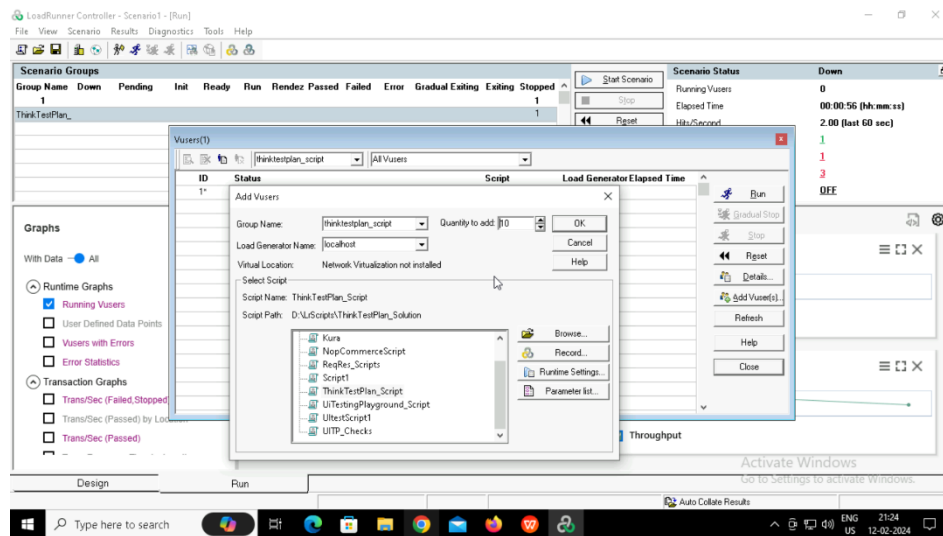 LoadRunner Controller - Scenario1 - [Run]
File View Scenario Results Diagnostics Tools Help
Scenario Groups
Group Name Down Pending Init Ready Run Rendez Passed Failed Error Gradual Exiting Exiting Stopped
1 1
ThinkTestPlan_ 1
Start Scenario
Stop
Reset
Scenario Status Down
Running Vusers 0
Elapsed Time 00:00:56 (hh:mm:ss)
Hits/Second 2.00 (last 60 sec)
1
1
3
OFF
Vusers(1)
thinktestplan_script All Vusers
ID Status Script Load Generator Elapsed Time
1*
Run
Gradual Stop
Stop
Reset
Details...
Add Vuser(s)...
Refresh
Help
Close
Add Vusers
Group Name: thinktestplan_script Quantity to add: 10 OK
Load Generator Name: localhost Cancel
Virtual Location: Network Virtualization not installed Help
Select Script
Script Name: ThinkTestPlan_Script
Script Path: D:\LrScripts\ThinkTestPlan_Solution
Kura
NopCommerceScript
ReqRes_Scripts
Script1
ThinkTestPlan_Script
UiTestingPlayground_Script
UItestScript1
UITP_Checks
Browse...
Record...
Runtime Settings...
Parameter list...
Graphs
With Data All
Runtime Graphs
Running Vusers
User Defined Data Points
Vusers with Errors
Error Statistics
Transaction Graphs
Trans/Sec (Failed,Stopped)
Trans/Sec (Passed) by
Trans/Sec (Passed)
Throughput
Activate Windows
Go to Settings to activate Windows.
Design Run
Auto Collate Results
Type here to search
ENG 21:24
US 12-02-2024